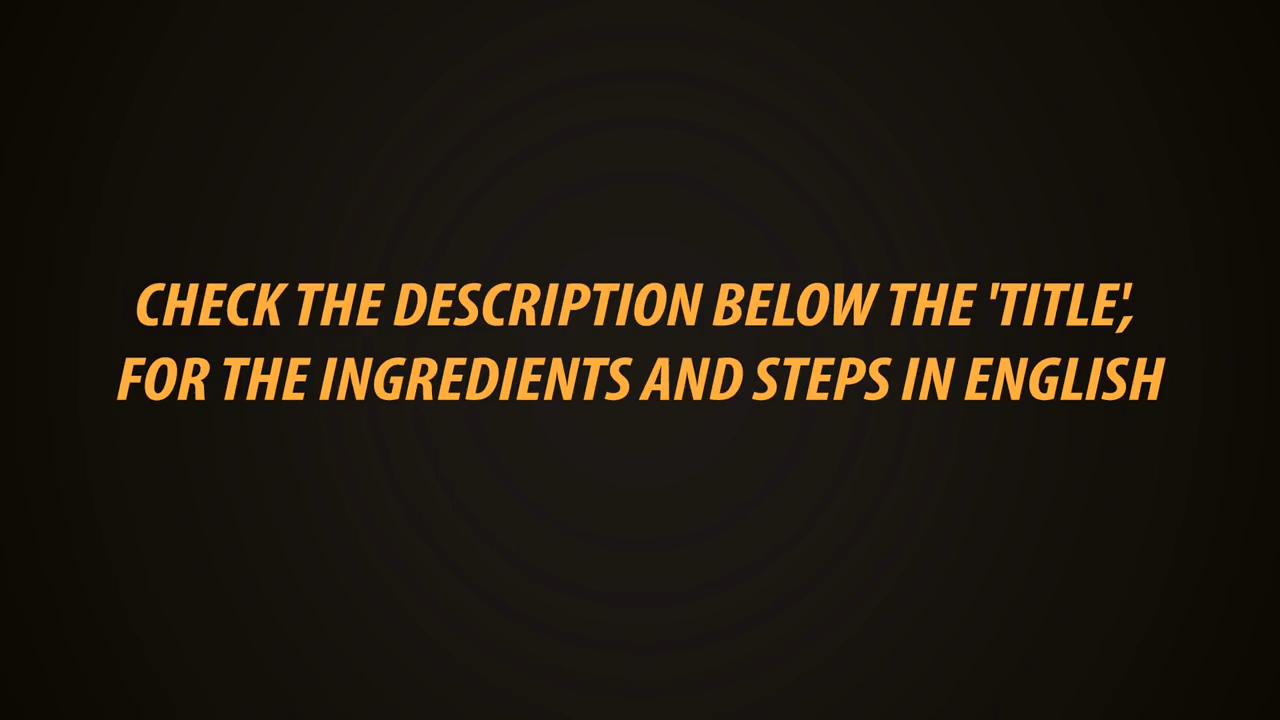 CHECK THE DESCRIPTION BELOW THE 'TITLE',
FOR THE INGREDIENTS AND STEPS IN ENGLISH